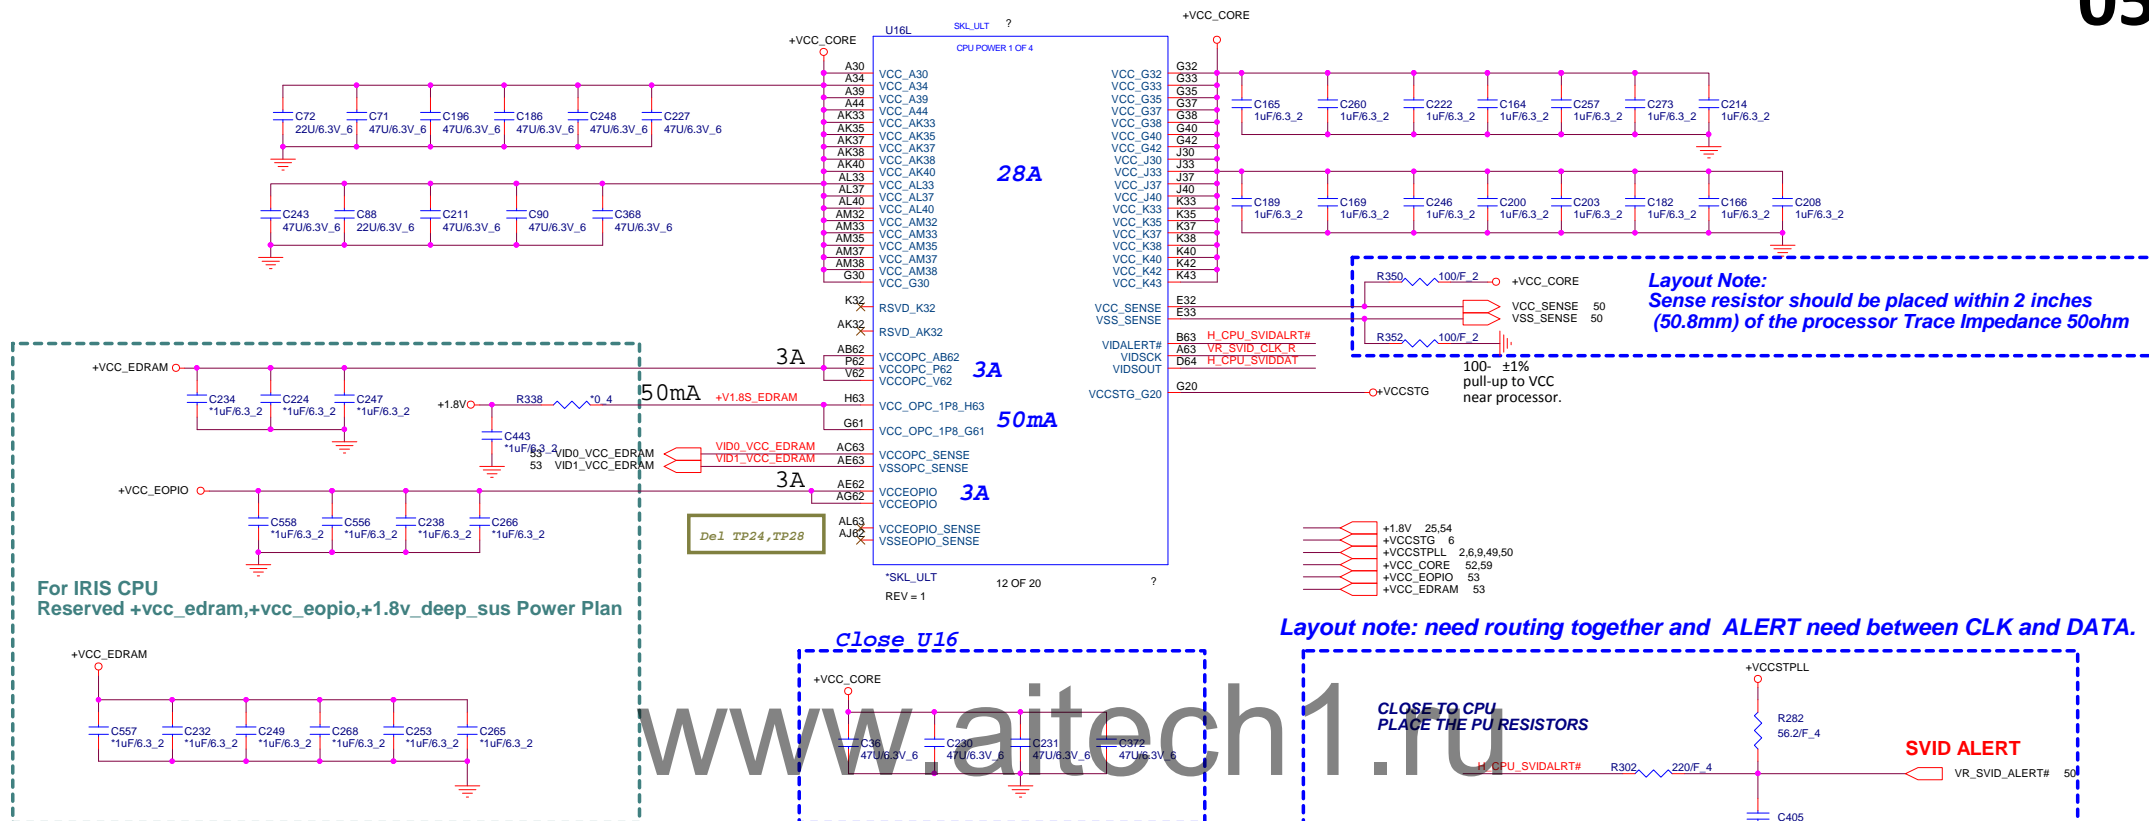 05
+VCC_CORE
U16L
SKL_ULT
?
+VCC_CORE
CPU POWER 1 OF 4
A30 VCC_A30
A34 VCC_A34
A39 VCC_A39
A44 VCC_A44
AK33 VCC_AK33
AK35 VCC_AK35
AK37 VCC_AK37
AK38 VCC_AK38
AK40 VCC_AK40
AL33 VCC_AL33
AL37 VCC_AL37
AL40 VCC_AL40
AM32 VCC_AM32
AM33 VCC_AM33
AM35 VCC_AM35
AM37 VCC_AM37
AM38 VCC_AM38
G30 VCC_G30
K32 RSVD_K32
AK32 RSVD_AK32
AB62 VCCOPC_AB62
P62 VCCOPC_P62
V62 VCCOPC_V62
H63 VCC_OPC_1P8_H63
G61 VCC_OPC_1P8_G61
AC63 VCCOPC_SENSE
AE63 VSSOPC_SENSE
AE62 VCCEOPIO
AG62 VCCEOPIO
AL63 VCCEOPIO_SENSE
AJ62 VSSEOPIO_SENSE
28A
3A
50mA
3A
VCC_G32 G32
VCC_G33 G33
VCC_G35 G35
VCC_G37 G37
VCC_G38 G38
VCC_G40 G40
VCC_G42 G42
VCC_J30 J30
VCC_J33 J33
VCC_J37 J37
VCC_J40 J40
VCC_K33 K33
VCC_K35 K35
VCC_K37 K37
VCC_K38 K38
VCC_K40 K40
VCC_K42 K42
VCC_K43 K43
VCC_SENSE E32
VSS_SENSE E33
VIDALERT# B63 H_CPU_SVIDALRT#
VIDSCK A63 VR_SVID_CLK_R
VIDSOUT D64 H_CPU_SVIDDAT
VCCSTG_G20 G20
+VCCSTG
*SKL_ULT
REV = 1
12 OF 20
?
C72 22U/6.3V_6
C71 47U/6.3V_6
C196 47U/6.3V_6
C186 47U/6.3V_6
C248 47U/6.3V_6
C227 47U/6.3V_6
C243 47U/6.3V_6
C88 22U/6.3V_6
C211 47U/6.3V_6
C90 47U/6.3V_6
C368 47U/6.3V_6
C165 1uF/6.3_2
C260 1uF/6.3_2
C222 1uF/6.3_2
C164 1uF/6.3_2
C257 1uF/6.3_2
C273 1uF/6.3_2
C214 1uF/6.3_2
C189 1uF/6.3_2
C169 1uF/6.3_2
C246 1uF/6.3_2
C200 1uF/6.3_2
C203 1uF/6.3_2
C182 1uF/6.3_2
C166 1uF/6.3_2
C208 1uF/6.3_2
R350 100/F_2 +VCC_CORE
VCC_SENSE 50
VSS_SENSE 50
R352 100/F_2
Layout Note:
Sense resistor should be placed within 2 inches
(50.8mm) of the processor Trace Impedance 50ohm
100- ±1%
pull-up to VCC
near processor.
+VCC_EDRAM
3A
C234 *1uF/6.3_2
C224 *1uF/6.3_2
C247 *1uF/6.3_2
+1.8V
R338 *0_4
50mA
+V1.8S_EDRAM
C443 *1uF/6.3_2
53 VID0_VCC_EDRAM VID0_VCC_EDRAM
53 VID1_VCC_EDRAM VID1_VCC_EDRAM
+VCC_EOPIO
3A
C558 *1uF/6.3_2
C556 *1uF/6.3_2
C238 *1uF/6.3_2
C266 *1uF/6.3_2
Del TP24,TP28
For IRIS CPU
Reserved +vcc_edram,+vcc_eopio,+1.8v_deep_sus Power Plan
+VCC_EDRAM
C557 *1uF/6.3_2
C232 *1uF/6.3_2
C249 *1uF/6.3_2
C268 *1uF/6.3_2
C253 *1uF/6.3_2
C265 *1uF/6.3_2
+1.8V 25,54
+VCCSTG 6
+VCCSTPLL 2,6,9,49,50
+VCC_CORE 52,59
+VCC_EOPIO 53
+VCC_EDRAM 53
Close U16
+VCC_CORE
C36 47U/6.3V_6
C230 47U/6.3V_6
C231 47U/6.3V_6
C372 47U/6.3V_6
www.aitech1.ru
Layout note: need routing together and ALERT need between CLK and DATA.
CLOSE TO CPU
PLACE THE PU RESISTORS
+VCCSTPLL
R282
56.2/F_4
SVID ALERT
H_CPU_SVIDALRT# R302 220/F_4 VR_SVID_ALERT# 50
C405